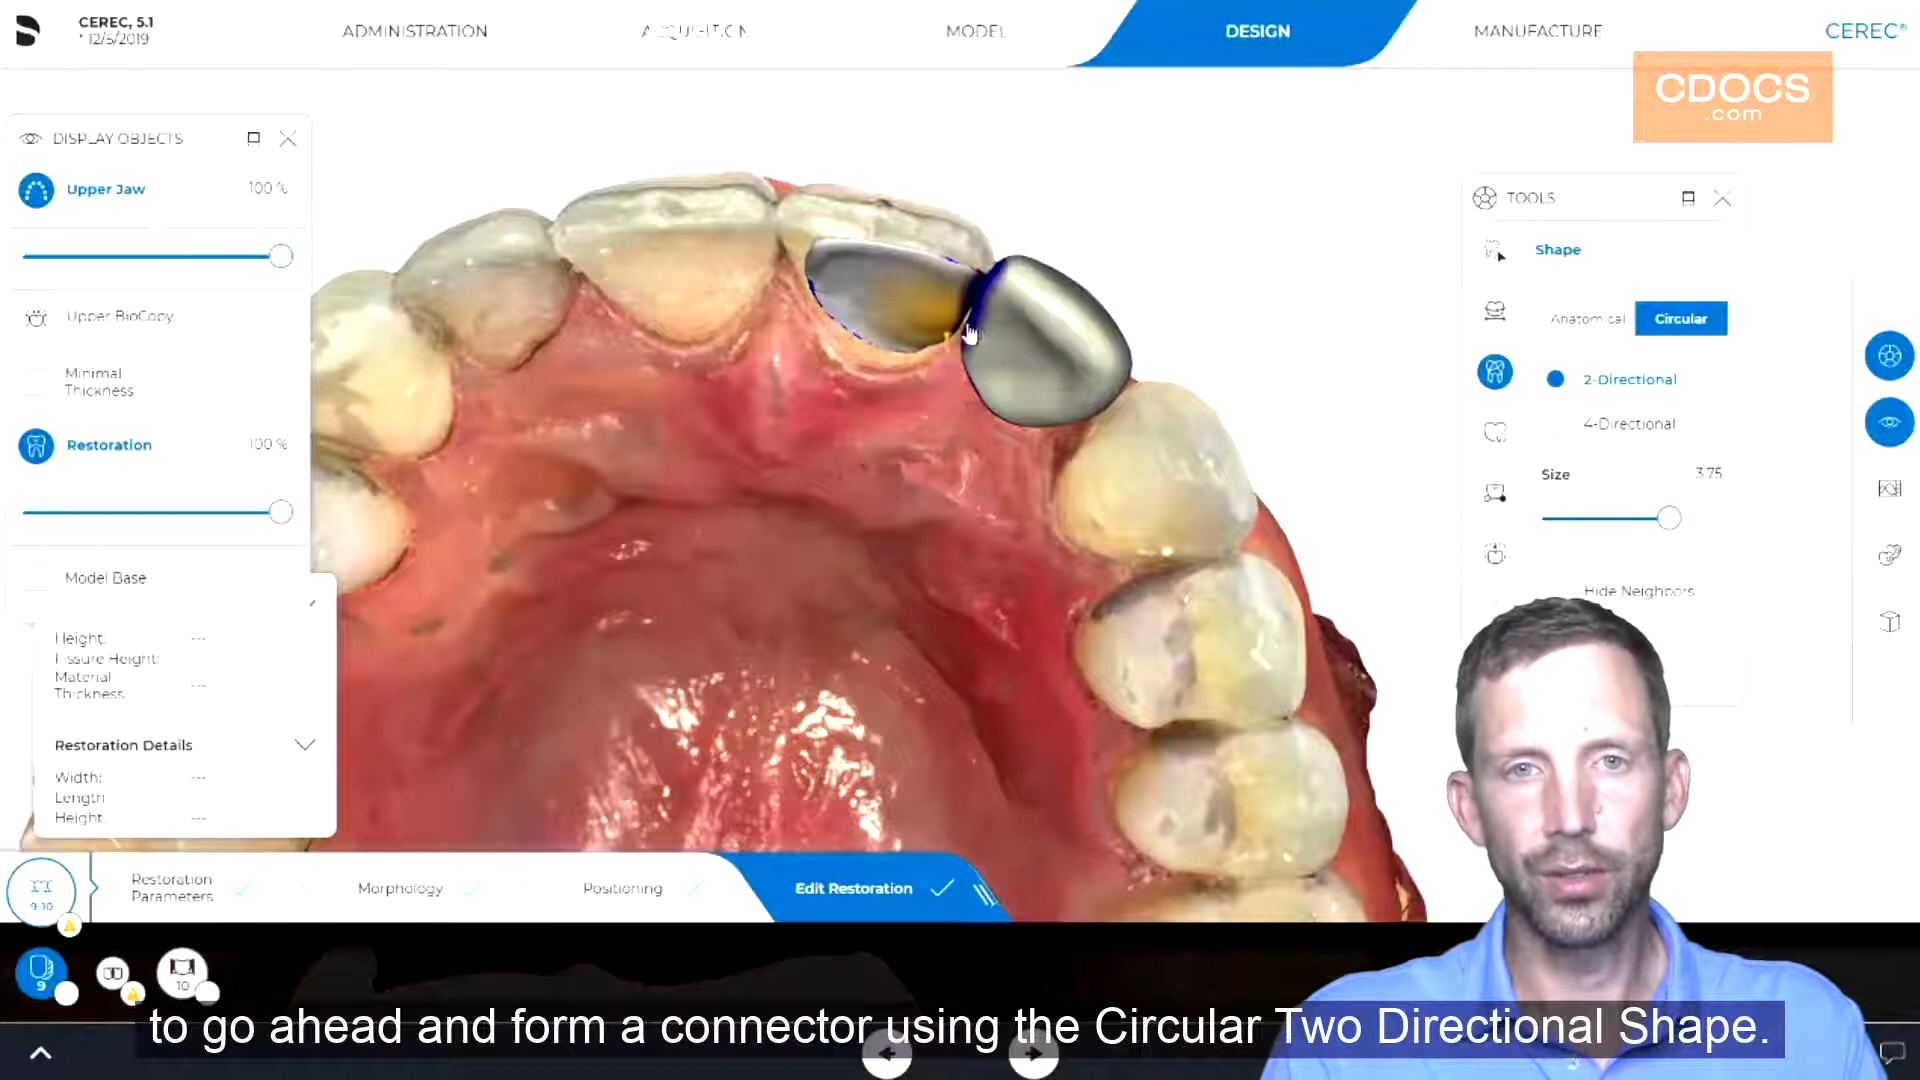 CEREC, 5.1
* 12/5/2019
ADMINISTRATION
MODEL
DESIGN
MANUFACTURE
CEREC®
CDOCS
.com
DISPLAY OBJECTS
Upper Jaw
100 %
Upper BioCopy
Minimal
Thickness
Restoration
100 %
Model Base
Height: ---
Fissure Height:
Material
Thickness. ---
Restoration Details
Width: ---
Length
Height. ---
TOOLS
Shape
Anatomical
Circular
2-Directional
4-Directional
Size
3.75
Hide Neighbors
9-10
Restoration
Parameters
Morphology
Positioning
Edit Restoration
9
10
to go ahead and form a connector using the Circular Two Directional Shape.